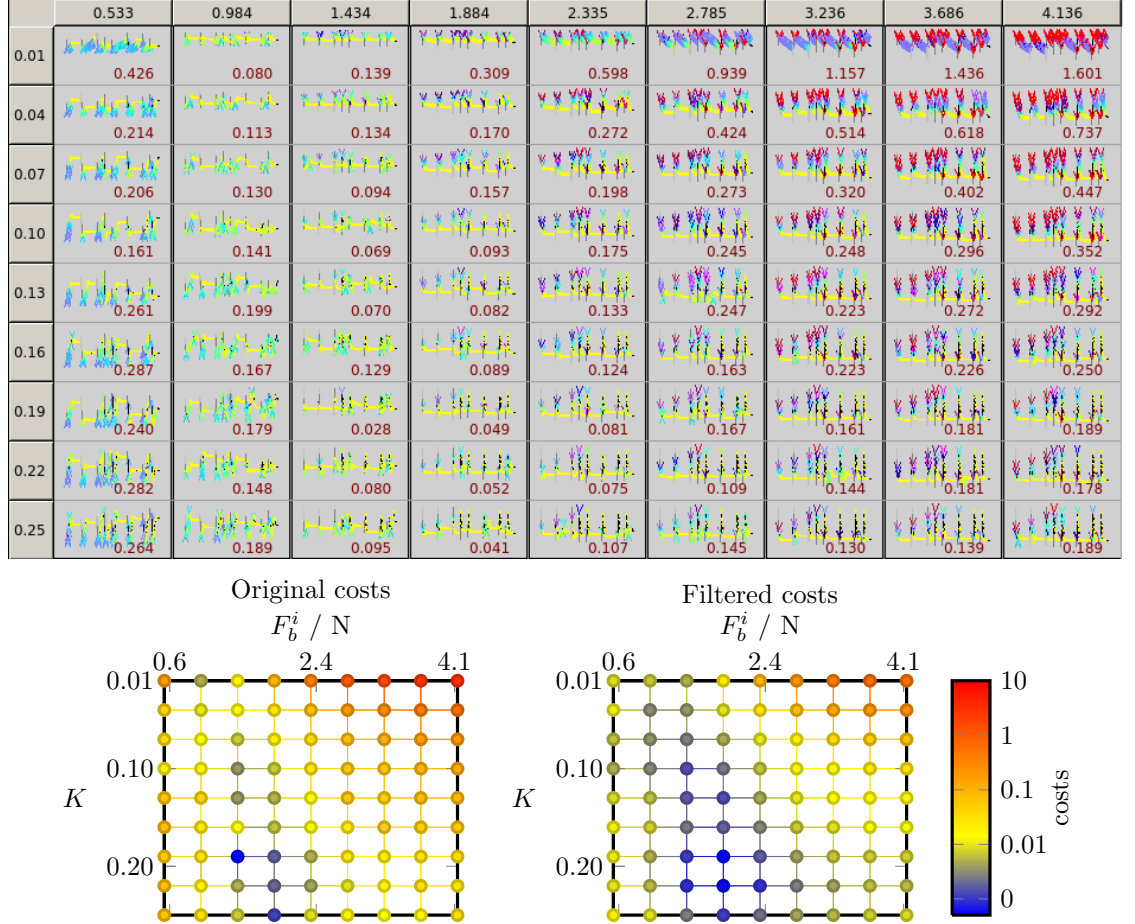 0.533 0.984 1.434 1.884 2.335 2.785 3.236 3.686 4.136
0.01 0.426 0.080 0.139 0.309 0.598 0.939 1.157 1.436 1.601
0.04 0.214 0.113 0.134 0.170 0.272 0.424 0.514 0.618 0.737
0.07 0.206 0.130 0.094 0.157 0.198 0.273 0.320 0.402 0.447
0.10 0.161 0.141 0.069 0.093 0.175 0.245 0.248 0.296 0.352
0.13 0.261 0.199 0.070 0.082 0.133 0.247 0.223 0.272 0.292
0.16 0.287 0.167 0.129 0.089 0.124 0.163 0.223 0.226 0.250
0.19 0.240 0.179 0.028 0.049 0.081 0.167 0.161 0.181 0.189
0.22 0.282 0.148 0.080 0.052 0.075 0.109 0.144 0.181 0.178
0.25 0.264 0.189 0.095 0.041 0.107 0.145 0.130 0.139 0.189
Original costs
F_b^i / N
0.6 2.4 4.1
0.01
0.10
K
0.20
Filtered costs
F_b^i / N
0.6 2.4 4.1
0.01
0.10
K
0.20
10
1
0.1
0.01
0
costs